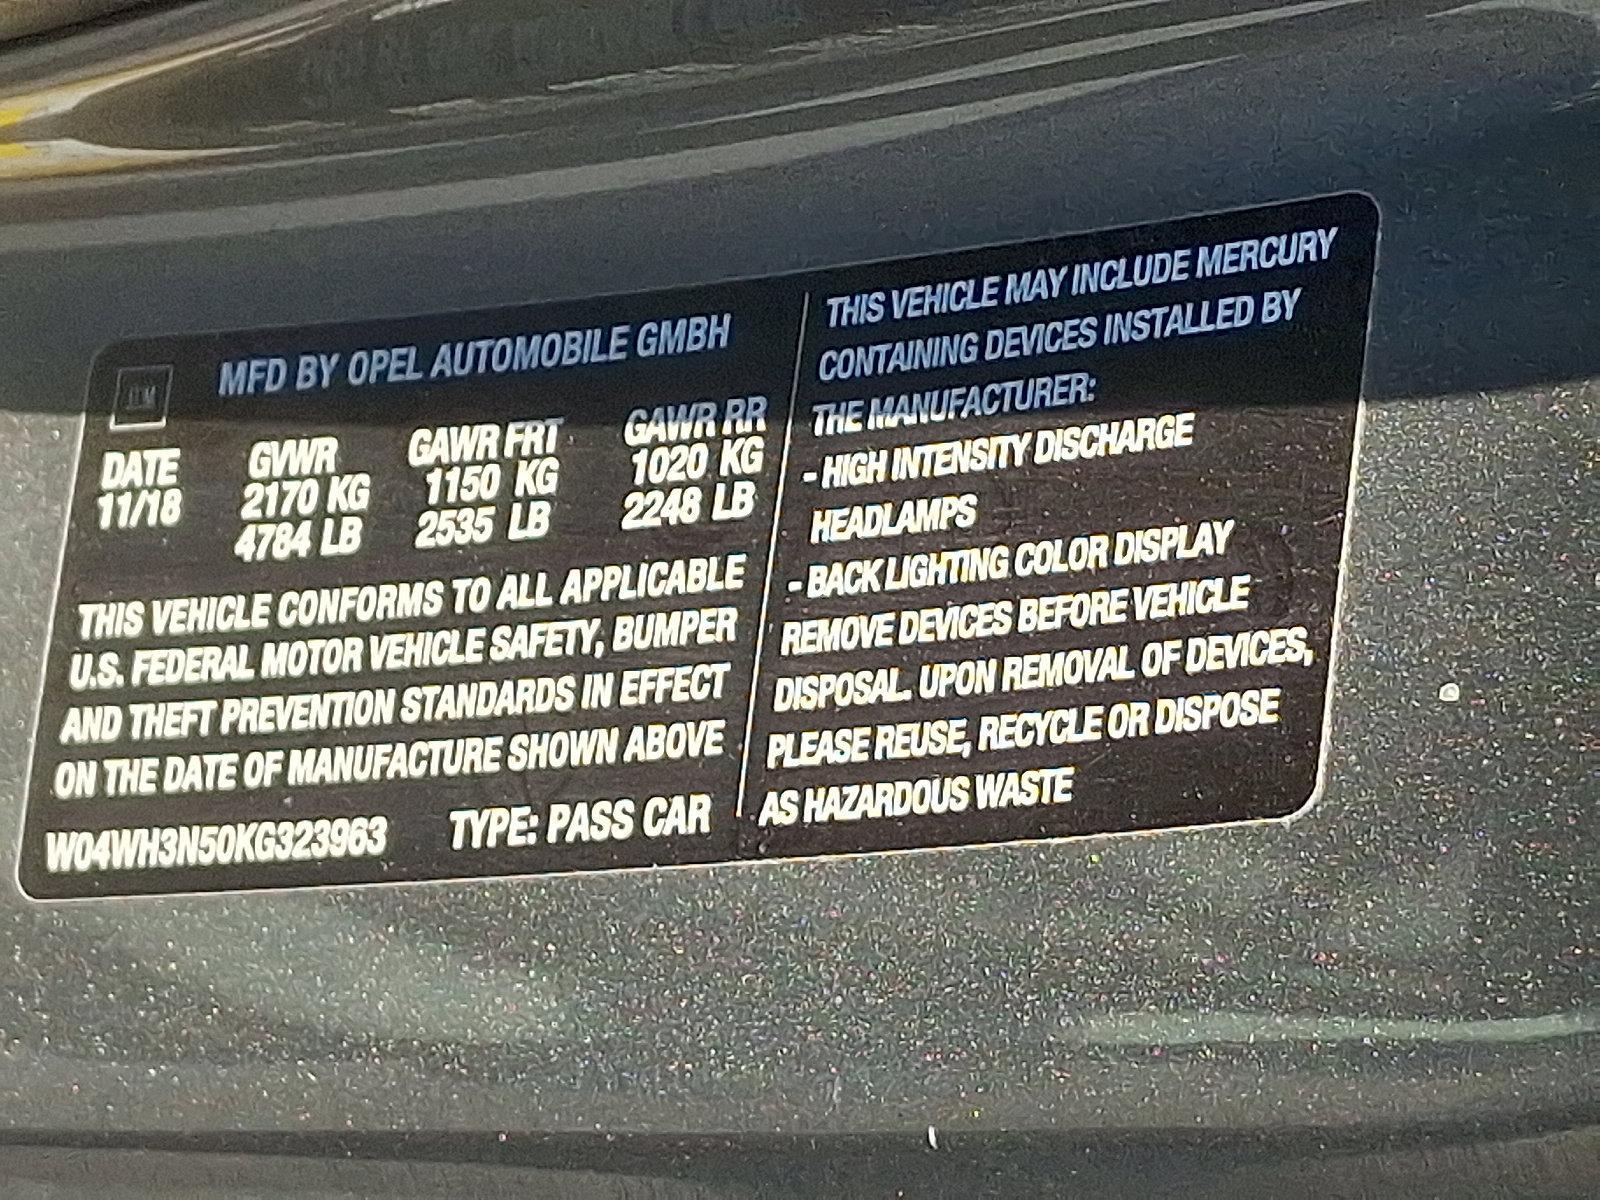 GM
MFD BY OPEL AUTOMOBILE GMBH
DATE GVWR GAWR FRT GAWR RR
11/18 2170 KG 1150 KG 1020 KG
4784 LB 2535 LB 2248 LB
THIS VEHICLE CONFORMS TO ALL APPLICABLE
U.S. FEDERAL MOTOR VEHICLE SAFETY, BUMPER
AND THEFT PREVENTION STANDARDS IN EFFECT
ON THE DATE OF MANUFACTURE SHOWN ABOVE
W04WH3N50KG323963 TYPE: PASS CAR
THIS VEHICLE MAY INCLUDE MERCURY
CONTAINING DEVICES INSTALLED BY
THE MANUFACTURER:
- HIGH INTENSITY DISCHARGE
HEADLAMPS
- BACK LIGHTING COLOR DISPLAY
REMOVE DEVICES BEFORE VEHICLE
DISPOSAL. UPON REMOVAL OF DEVICES,
PLEASE REUSE, RECYCLE OR DISPOSE
AS HAZARDOUS WASTE